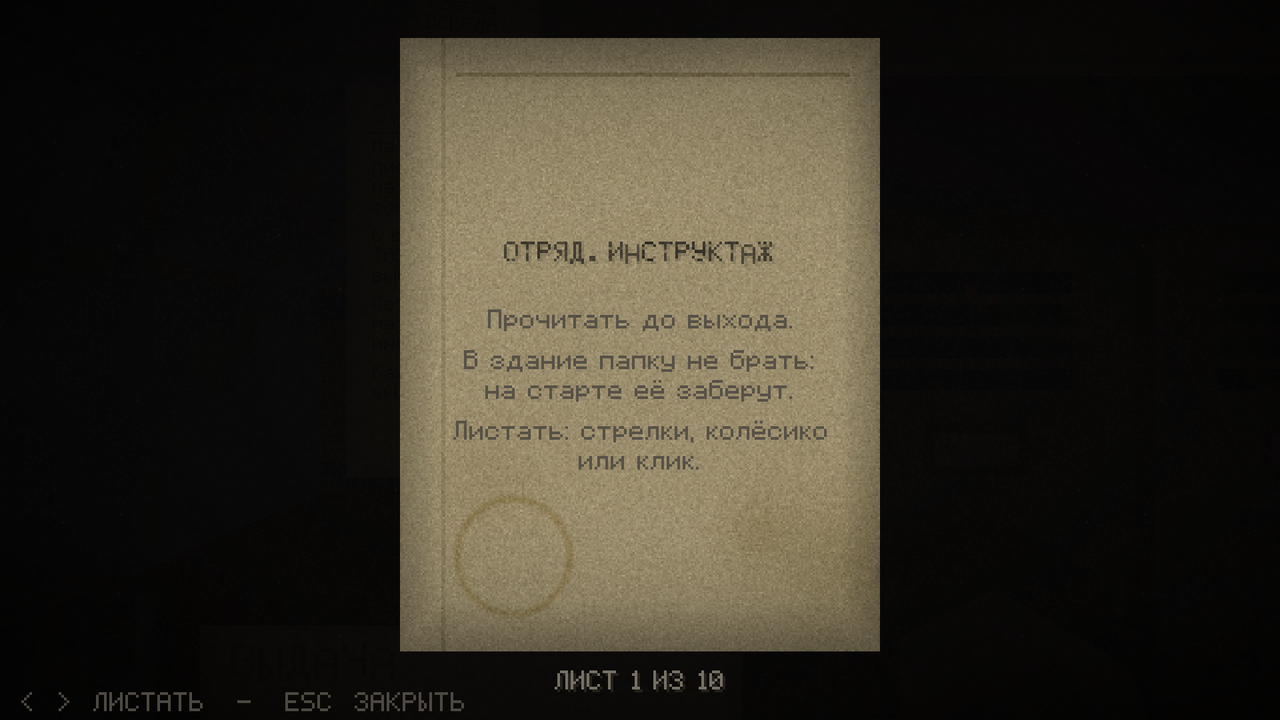 ОТРЯД. ИНСТРУКТАЖ
Прочитать до выхода.
В здание папку не брать:
на старте её заберут.
Листать: стрелки, колёсико
или клик.
ВЫДАЧА
ЛИСТ 1 ИЗ 10
< > ЛИСТАТЬ – ESC ЗАКРЫТЬ